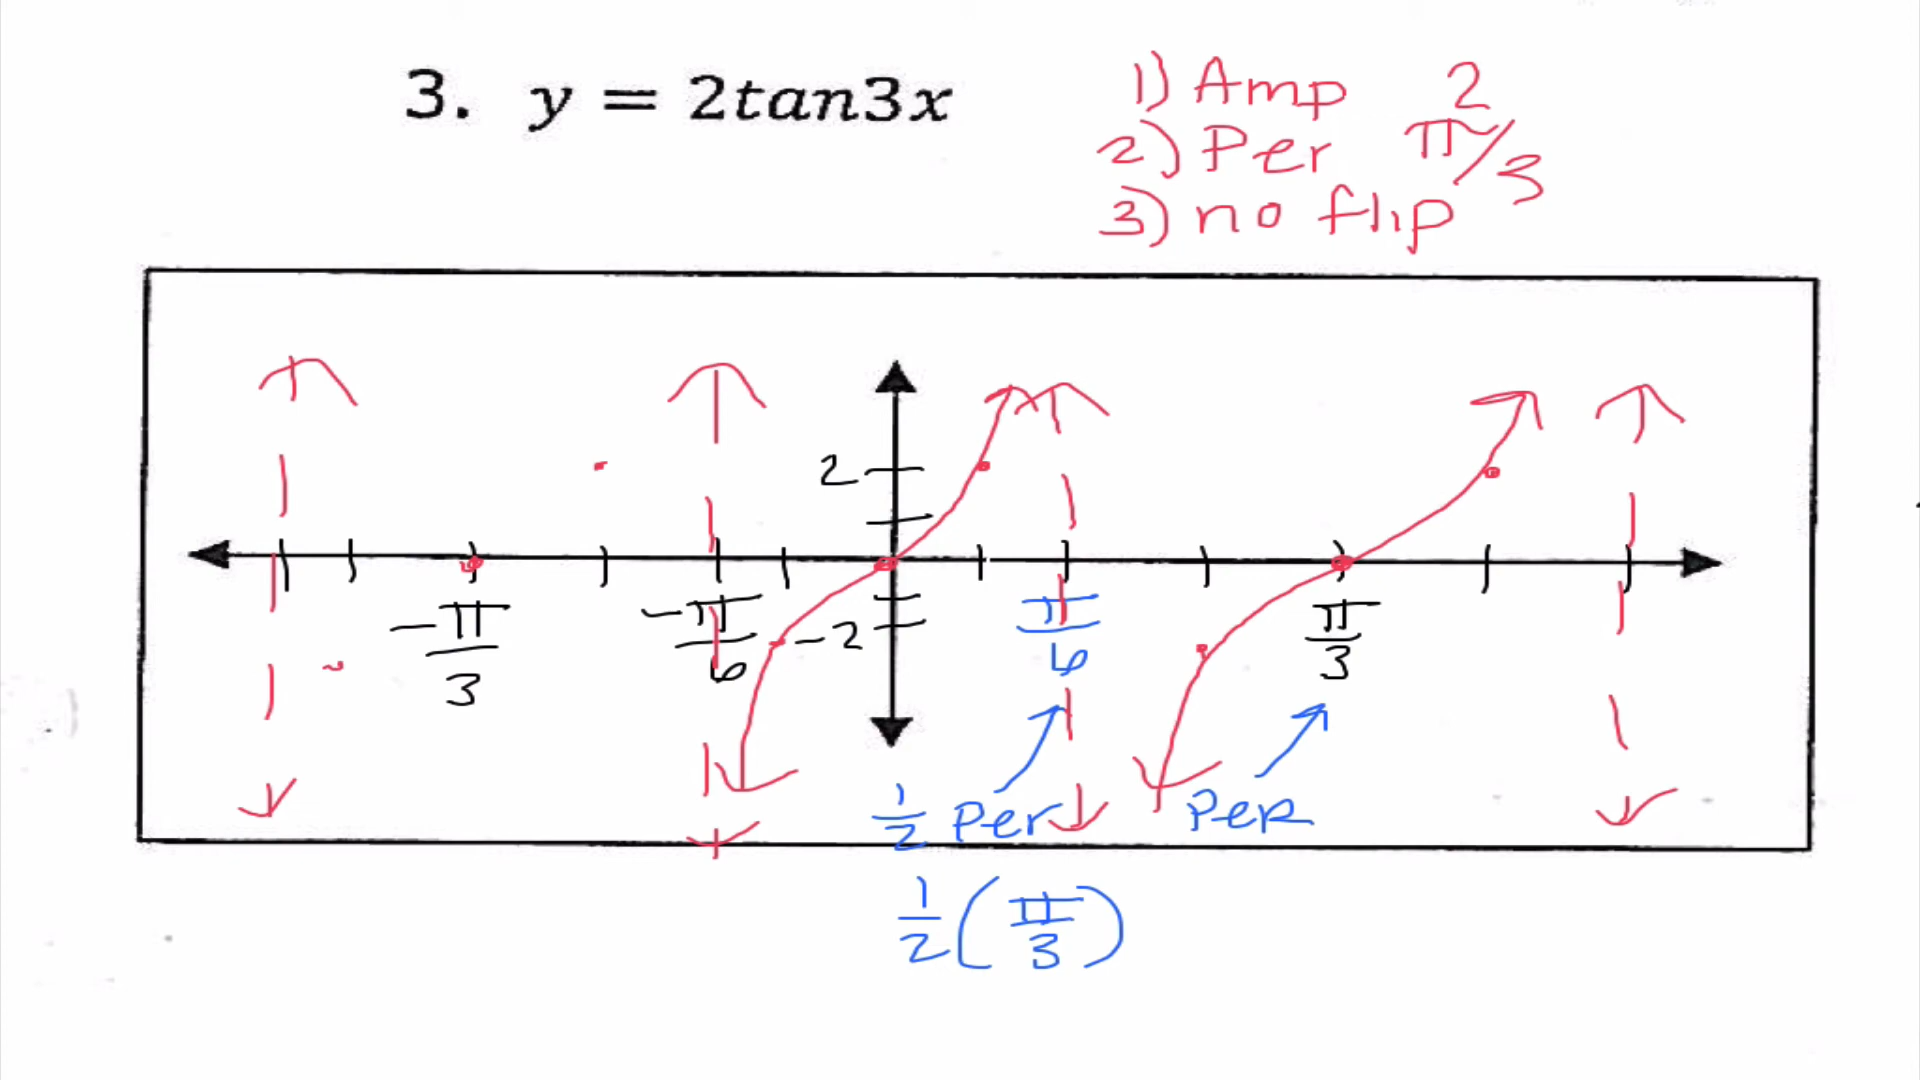 3. y = 2tan3x
1) Amp 2
2) Per π/3
3) no flip
2
-2
-π/3
-π/6
π/6
π/3
1/2 Per
Per
1/2 (π/3)